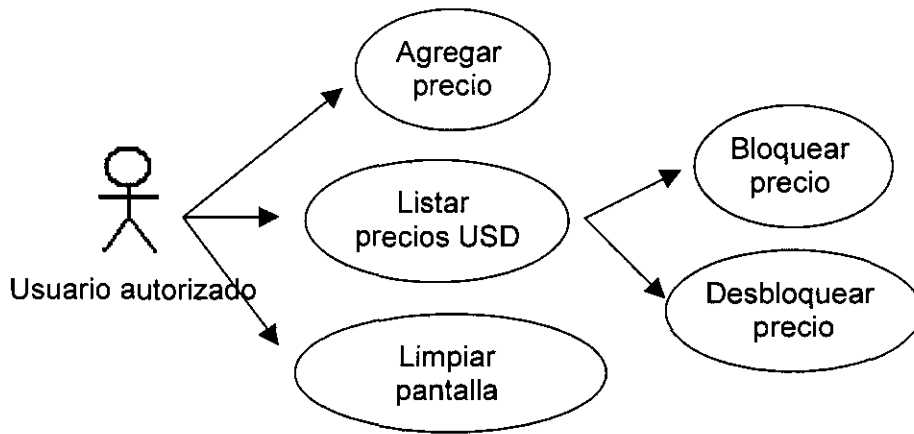 Agregar
precio
Bloquear
precio
Listar
precios USD
Usuario autorizado
Desbloquear
precio
Limpiar
pantalla